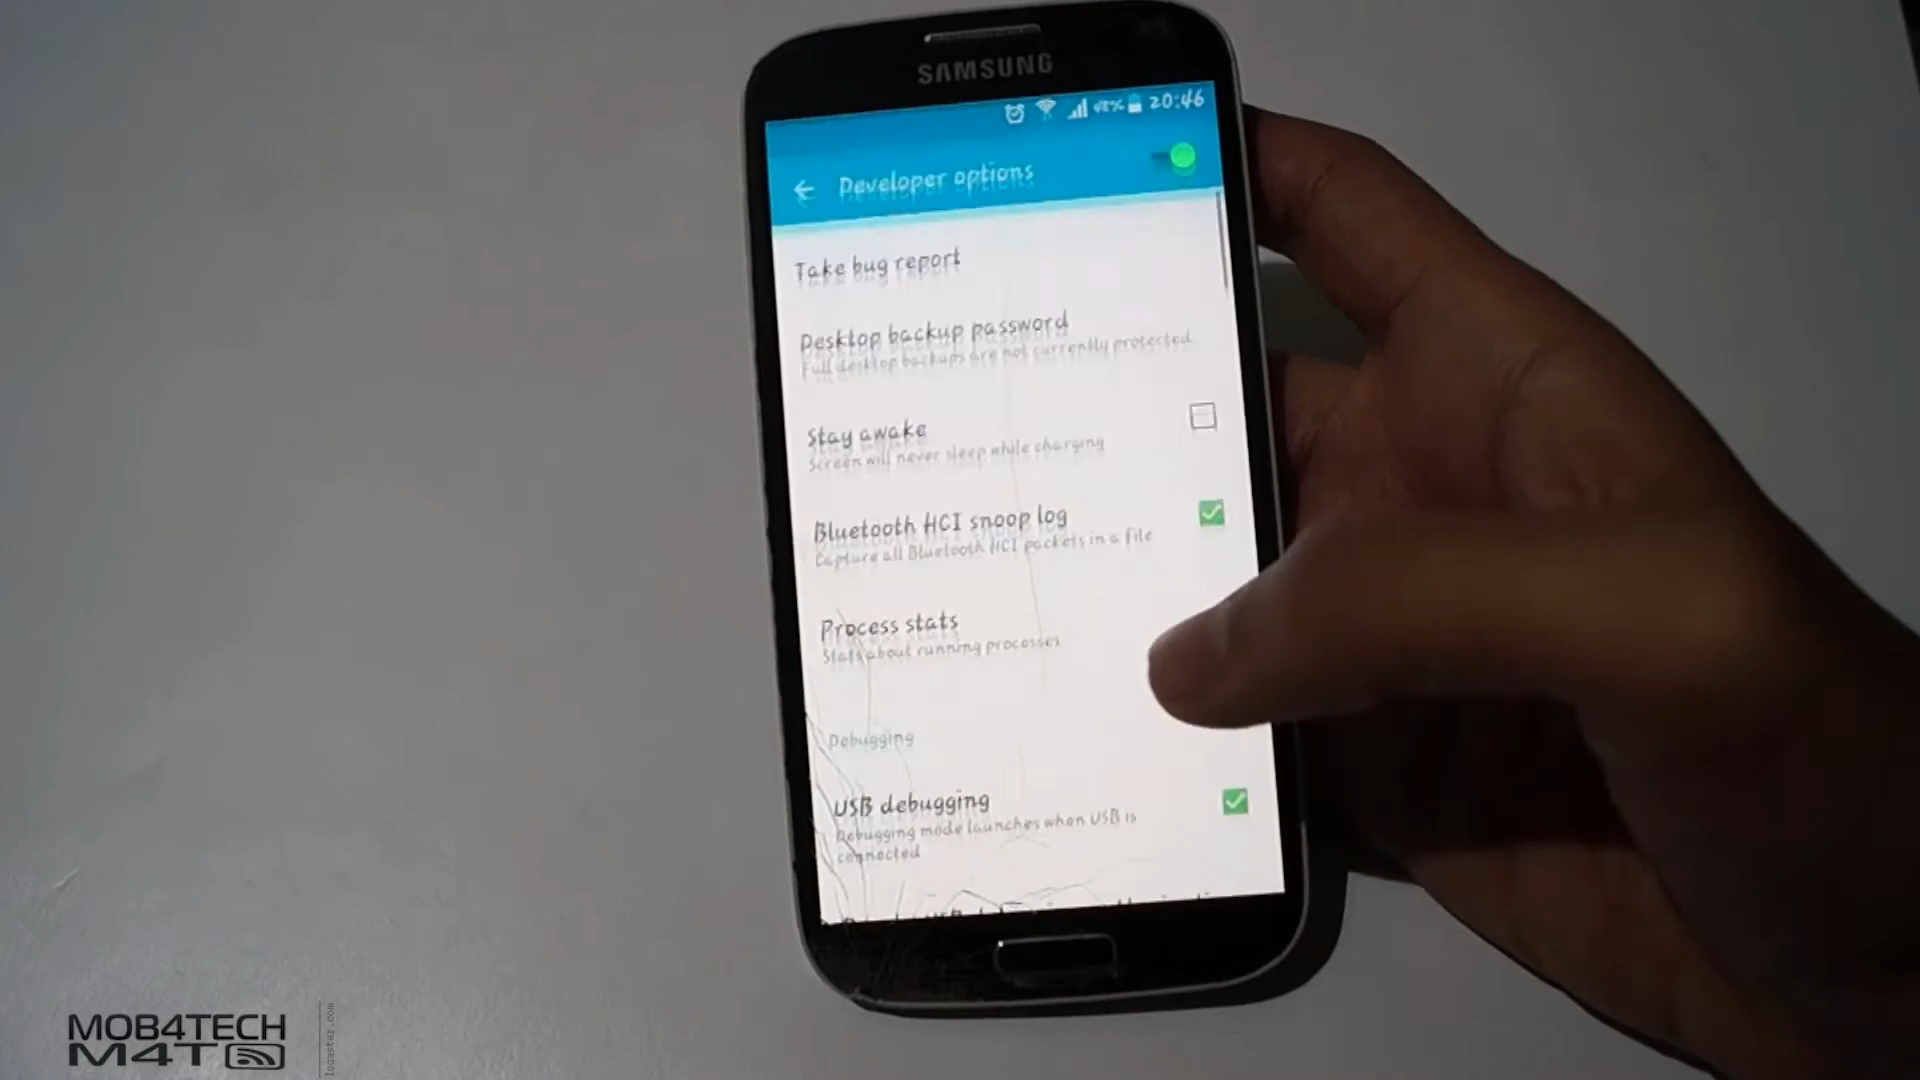 SAMSUNG
20:46
Developer options
Take bug report
Desktop backup password
Full desktop backups are not currently protected
Stay awake
Screen will never sleep while charging
Bluetooth HCI snoop log
Capture all Bluetooth HCI packets in a file
Process stats
Stats about running processes
Debugging
USB debugging
Debugging mode launches when USB is
connected
MOB4TECH
M4T
logaster.com